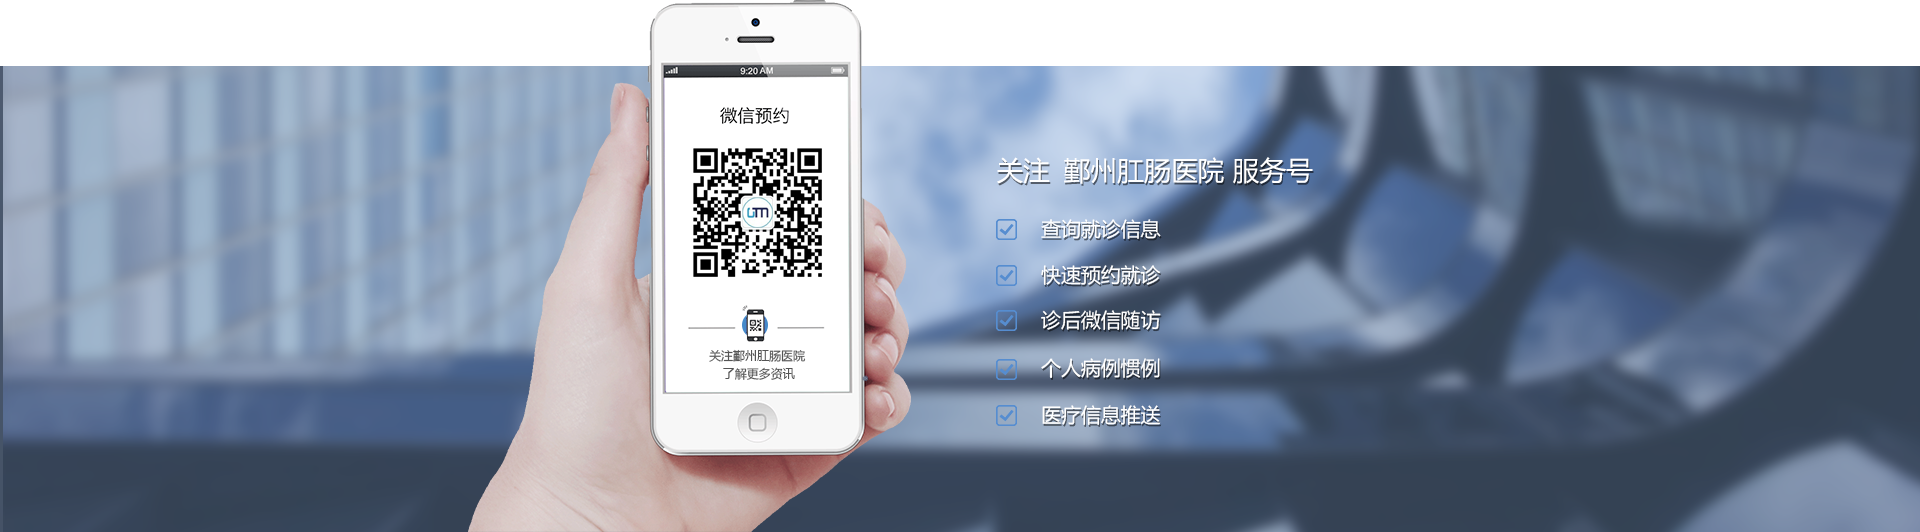 9:20 AM
微信预约
关注鄞州肛肠医院
了解更多资讯
关注 鄞州肛肠医院 服务号
查询就诊信息
快速预约就诊
诊后微信随访
个人病例惯例
医疗信息推送